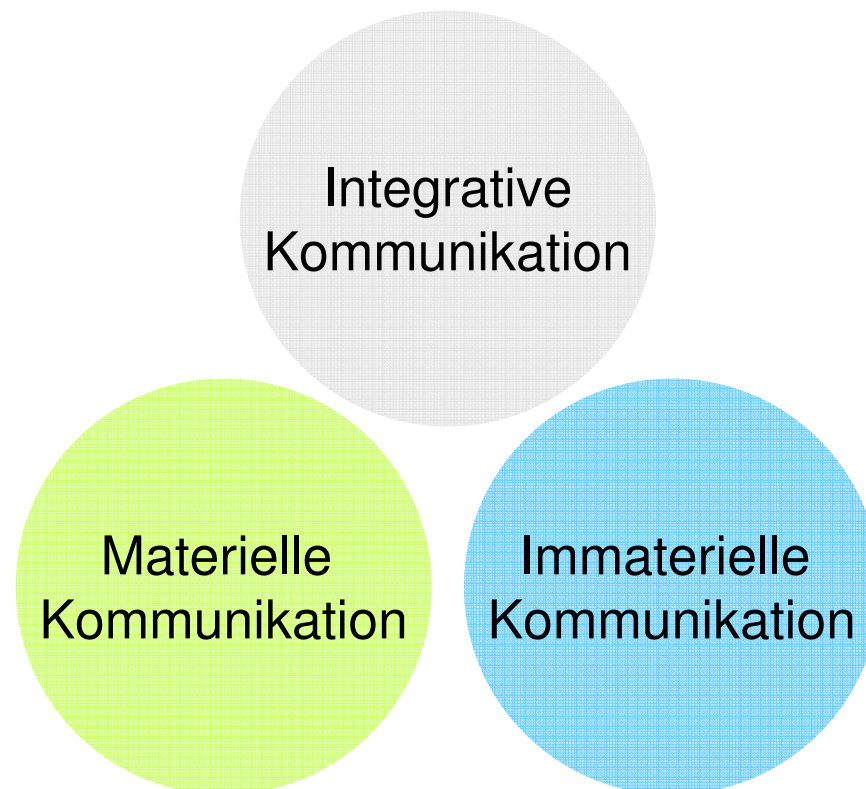 Integrative
Kommunikation
Materielle
Kommunikation
Immaterielle
Kommunikation